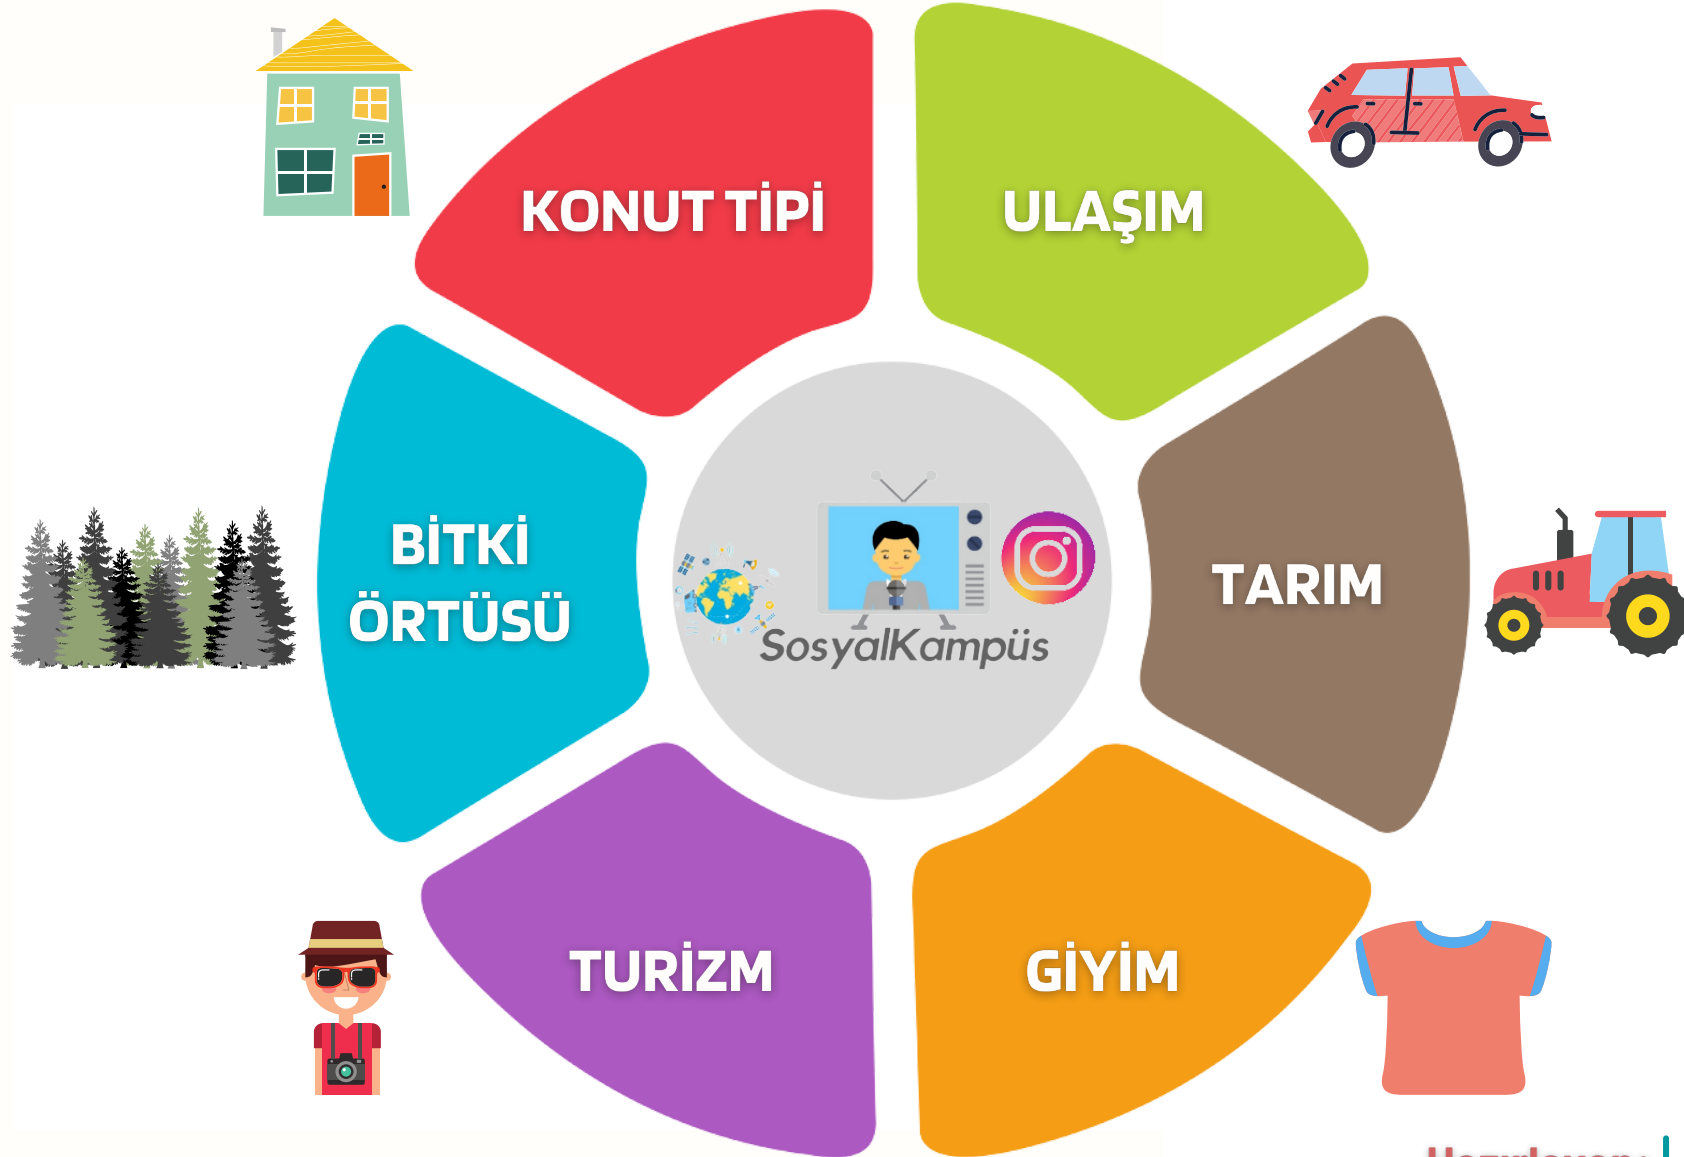 KONUT TİPİ
ULAŞIM
BİTKİ
ÖRTÜSÜ
SosyalKampüs
TARIM
TURİZM
GİYİM